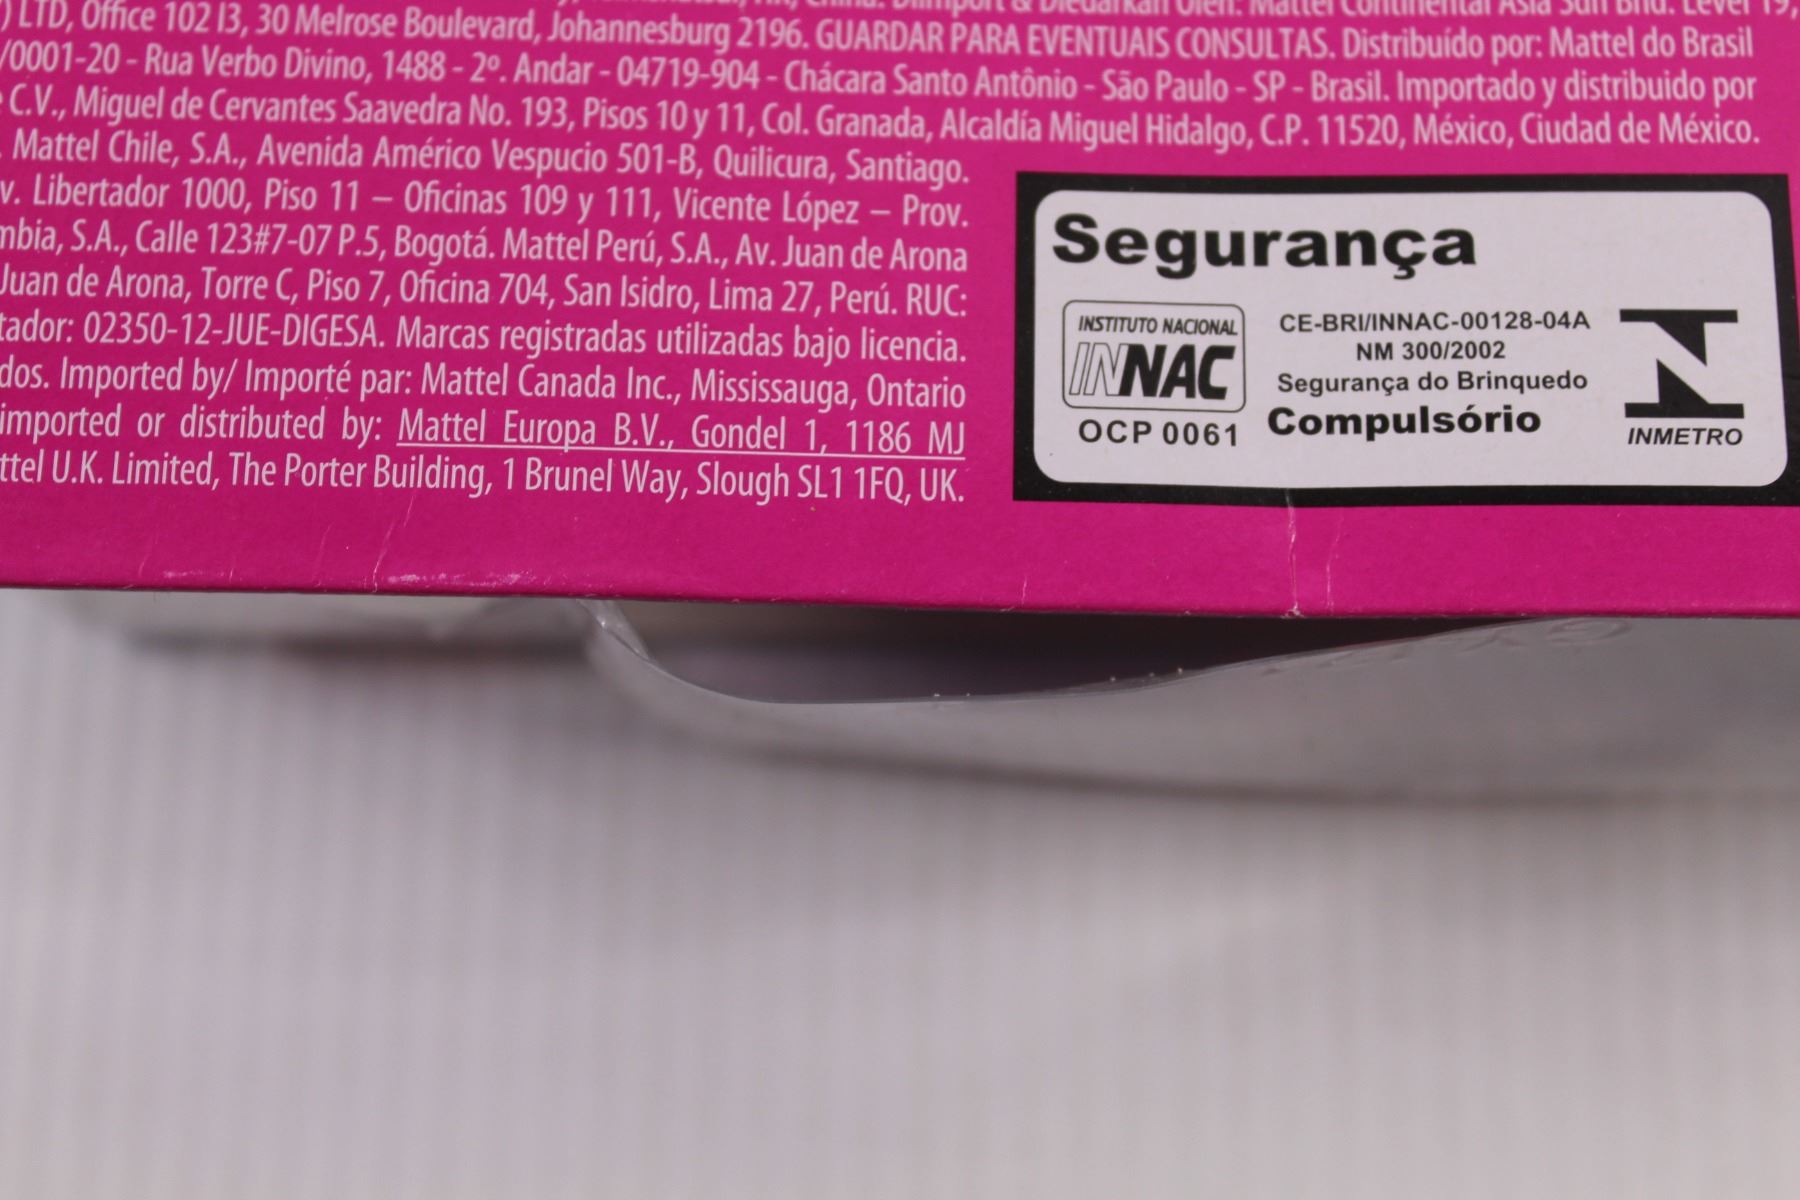 LTD, Office 102 I3, 30 Melrose Boulevard, Johannesburg 2196. GUARDAR PARA EVENTUAIS CONSULTAS. Distribuído por: Mattel do Brasil
/0001-20 - Rua Verbo Divino, 1488 - 2º. Andar - 04719-904 - Chácara Santo Antônio - São Paulo - SP - Brasil. Importado y distribuido por
C.V., Miguel de Cervantes Saavedra No. 193, Pisos 10 y 11, Col. Granada, Alcaldía Miguel Hidalgo, C.P. 11520, México, Ciudad de México.
. Mattel Chile, S.A., Avenida Américo Vespucio 501-B, Quilicura, Santiago.
v. Libertador 1000, Piso 11 – Oficinas 109 y 111, Vicente López – Prov.
mbia, S.A., Calle 123#7-07 P.5, Bogotá. Mattel Perú, S.A., Av. Juan de Arona
Juan de Arona, Torre C, Piso 7, Oficina 704, San Isidro, Lima 27, Perú. RUC:
tador: 02350-12-JUE-DIGESA. Marcas registradas utilizadas bajo licencia.
dos. Imported by/ Importé par: Mattel Canada Inc., Mississauga, Ontario
imported or distributed by: Mattel Europa B.V., Gondel 1, 1186 MJ
ttel U.K. Limited, The Porter Building, 1 Brunel Way, Slough SL1 1FQ, UK.
Segurança
INSTITUTO NACIONAL
INNAC
OCP 0061
CE-BRI/INNAC-00128-04A
NM 300/2002
Segurança do Brinquedo
Compulsório
INMETRO